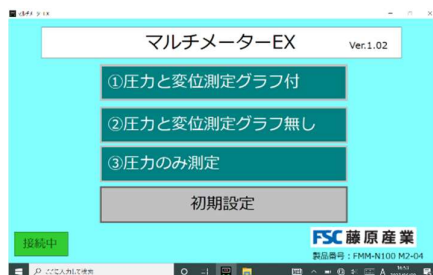 マルチメーターEX
Ver.1.02
①圧力と変位測定グラフ付
②圧力と変位測定グラフ無し
③圧力のみ測定
初期設定
接続中
FSC 藤原産業
製品番号：FMM-N100 M2-04
ここに入力して検索